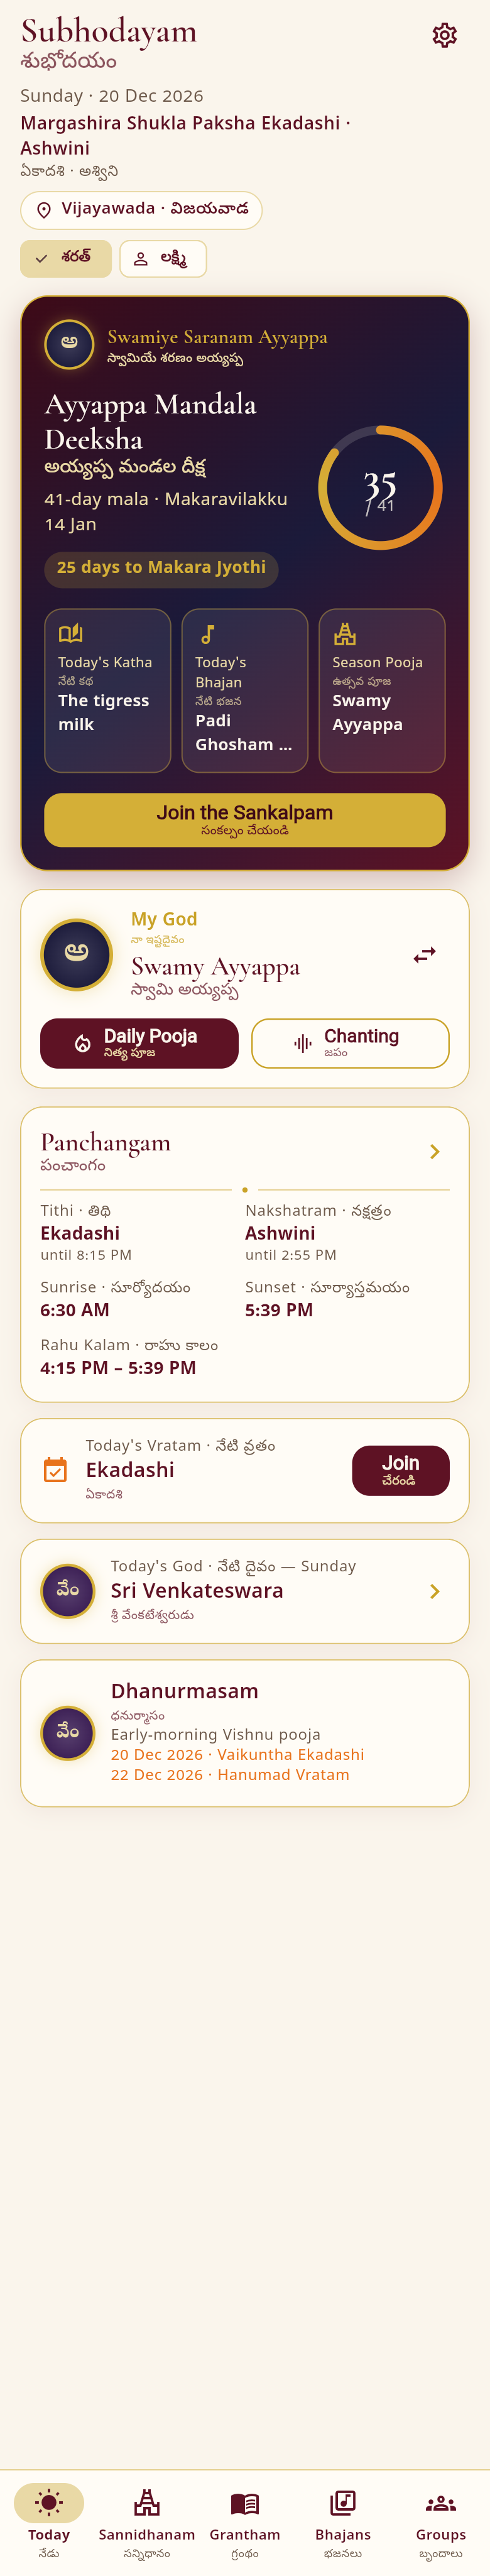 Subhodayam
శుభోదయం
Sunday · 20 Dec 2026
Margashira Shukla Paksha Ekadashi ·
Ashwini
ఏకాదశి · అశ్విని
Vijayawada · విజయవాడ
శరత్
లక్ష్మి
అ
Swamiye Saranam Ayyappa
స్వామియే శరణం అయ్యప్ప
Ayyappa Mandala
Deeksha
అయ్యప్ప మండల దీక్ష
41-day mala · Makaravilakku
14 Jan
35
/ 41
25 days to Makara Jyothi
Today's Katha
నేటి కథ
The tigress
milk
Today's
Bhajan
నేటి భజన
Padi
Ghosham ...
Season Pooja
ఉత్సవ పూజ
Swamy
Ayyappa
Join the Sankalpam
సంకల్పం చేయండి
అ
My God
నా ఇష్టదైవం
Swamy Ayyappa
స్వామి అయ్యప్ప
Daily Pooja
నిత్య పూజ
Chanting
జపం
Panchangam
పంచాంగం
Tithi · తిథి
Ekadashi
until 8:15 PM
Nakshatram · నక్షత్రం
Ashwini
until 2:55 PM
Sunrise · సూర్యోదయం
6:30 AM
Sunset · సూర్యాస్తమయం
5:39 PM
Rahu Kalam · రాహు కాలం
4:15 PM – 5:39 PM
Today's Vratam · నేటి వ్రతం
Ekadashi
ఏకాదశి
Join
చేరండి
వేం
Today's God · నేటి దైవం — Sunday
Sri Venkateswara
శ్రీ వేంకటేశ్వరుడు
వేం
Dhanurmasam
ధనుర్మాసం
Early-morning Vishnu pooja
20 Dec 2026 · Vaikuntha Ekadashi
22 Dec 2026 · Hanumad Vratam
Today
నేడు
Sannidhanam
సన్నిధానం
Grantham
గ్రంథం
Bhajans
భజనలు
Groups
బృందాలు